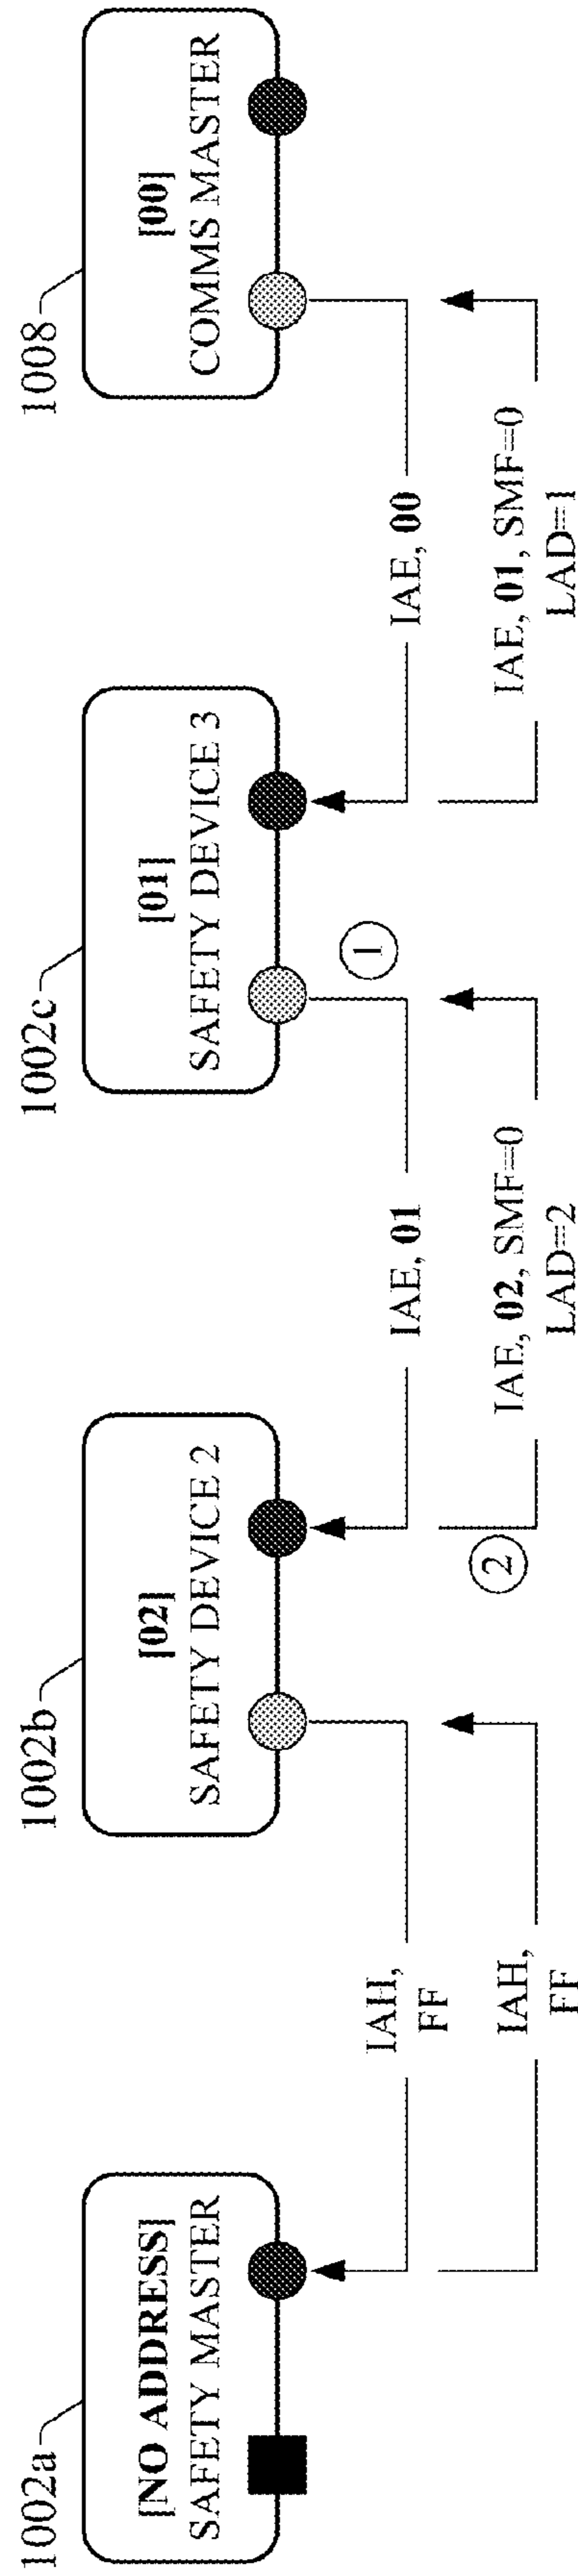 1002a
[NO ADDRESS]
SAFETY MASTER
1002b
[02]
SAFETY DEVICE 2
1002c
[01]
SAFETY DEVICE 3
1008
[00]
COMMS MASTER
IAH,
FF
IAE, 01
1
IAE, 00
IAH,
FF
2
IAE, 02, SMF=0
LAD=2
IAE, 01, SMF=0
LAD=1